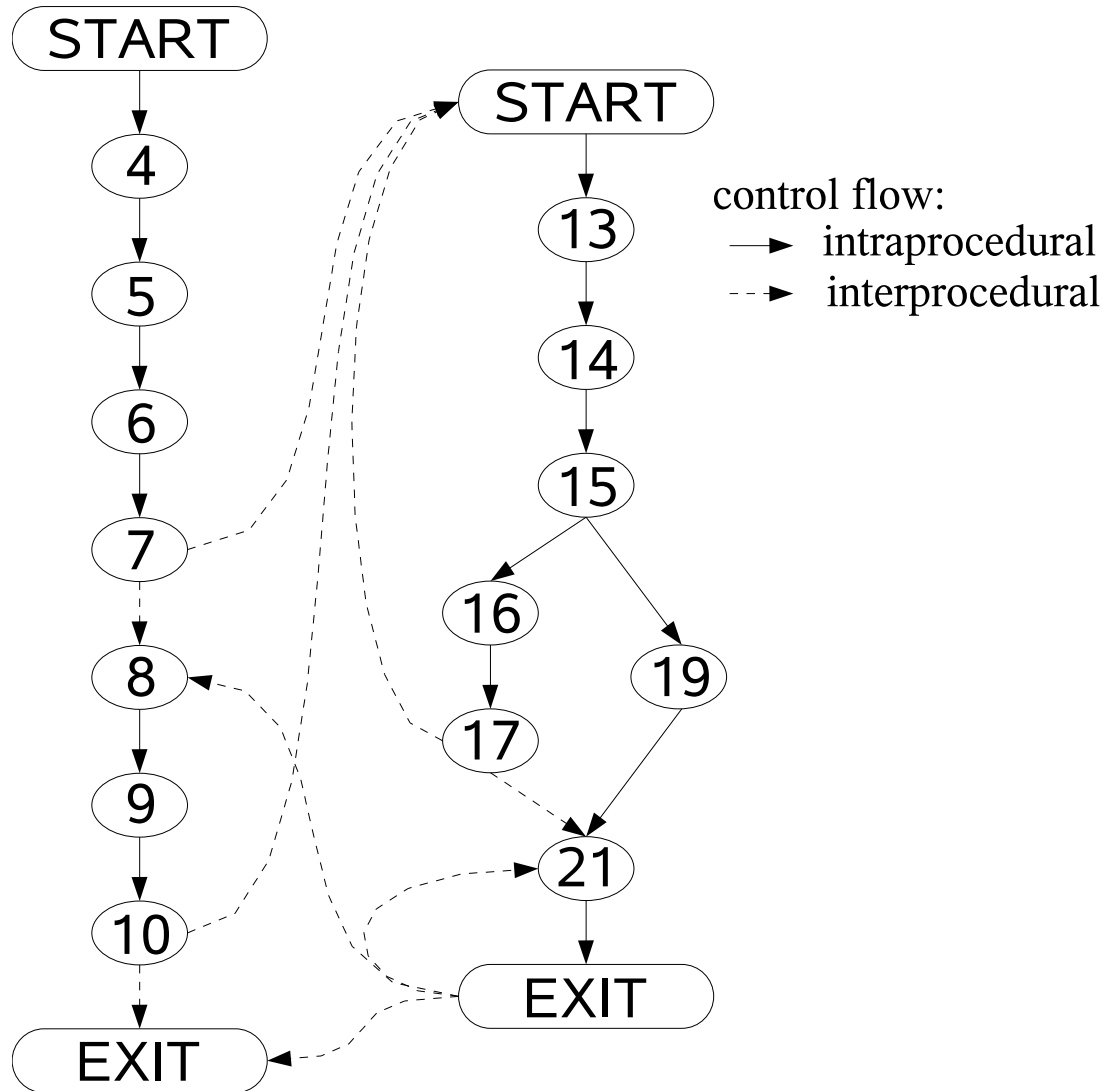 START
4
5
6
7
8
9
10
EXIT
START
13
14
15
16
19
17
21
EXIT
control flow:
intraprocedural
interprocedural